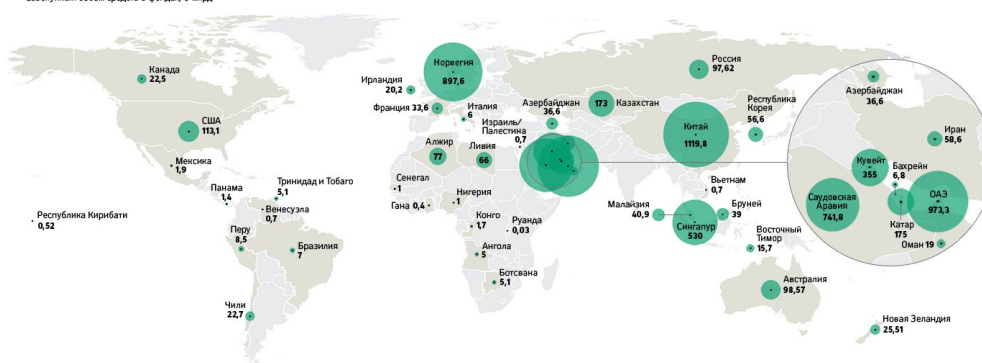 Канада
22,5
США
113,1
Мексика
1,9
Панама
1,4
Тринидад и Тобаго
5,1
Венесуэла
0,7
Республика Кирибати
0,52
Перу
8,5
Бразилия
7
Чили
22,7
Норвегия
897,6
Ирландия
20,2
Франция 33,6
Италия
6
Израиль/
Палестина
0,7
Азербайджан
36,6
173 Казахстан
Россия
97,62
Китай
1119,8
Республика
Корея
56,6
Алжир
77
Ливия
66
Сенегал
1
Нигерия
1
Гана 0,4
Конго
1,7
Руанда
0,03
Ангола
5
Ботсвана
5,1
Вьетнам
0,7
Малайзия
40,9
Сингапур
530
Бруней
39
Восточный
Тимор
15,7
Австралия
98,57
Новая Зеландия
25,51
Азербайджан
36,6
Иран
58,6
Кувейт
355
Бахрейн
6,8
Саудовская
Аравия
741,8
ОАЭ
973,3
Катар
175
Оман 19